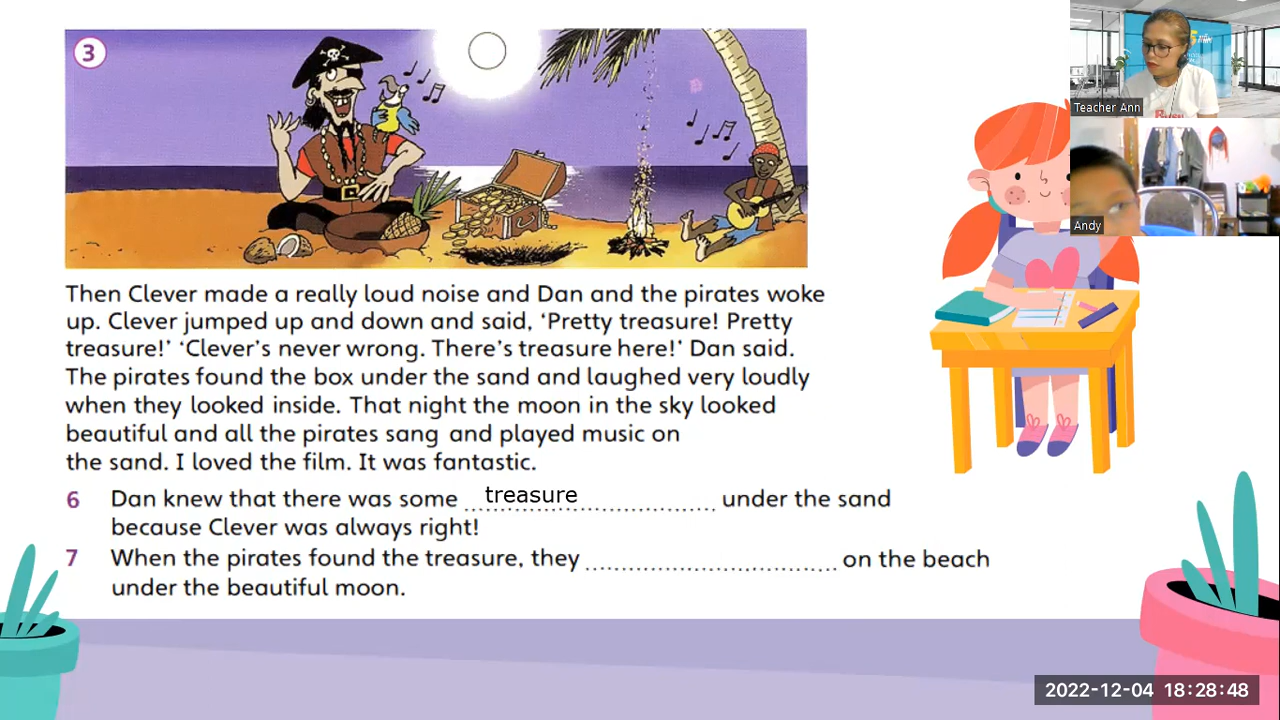 3
Teacher Ann
Andy
Then Clever made a really loud noise and Dan and the pirates woke
up. Clever jumped up and down and said, ‘Pretty treasure! Pretty
treasure!’ ‘Clever’s never wrong. There’s treasure here!’ Dan said.
The pirates found the box under the sand and laughed very loudly
when they looked inside. That night the moon in the sky looked
beautiful and all the pirates sang and played music on
the sand. I loved the film. It was fantastic.
6 Dan knew that there was some treasure under the sand
because Clever was always right!
7 When the pirates found the treasure, they ........................................ on the beach
under the beautiful moon.
2022-12-04 18:28:48